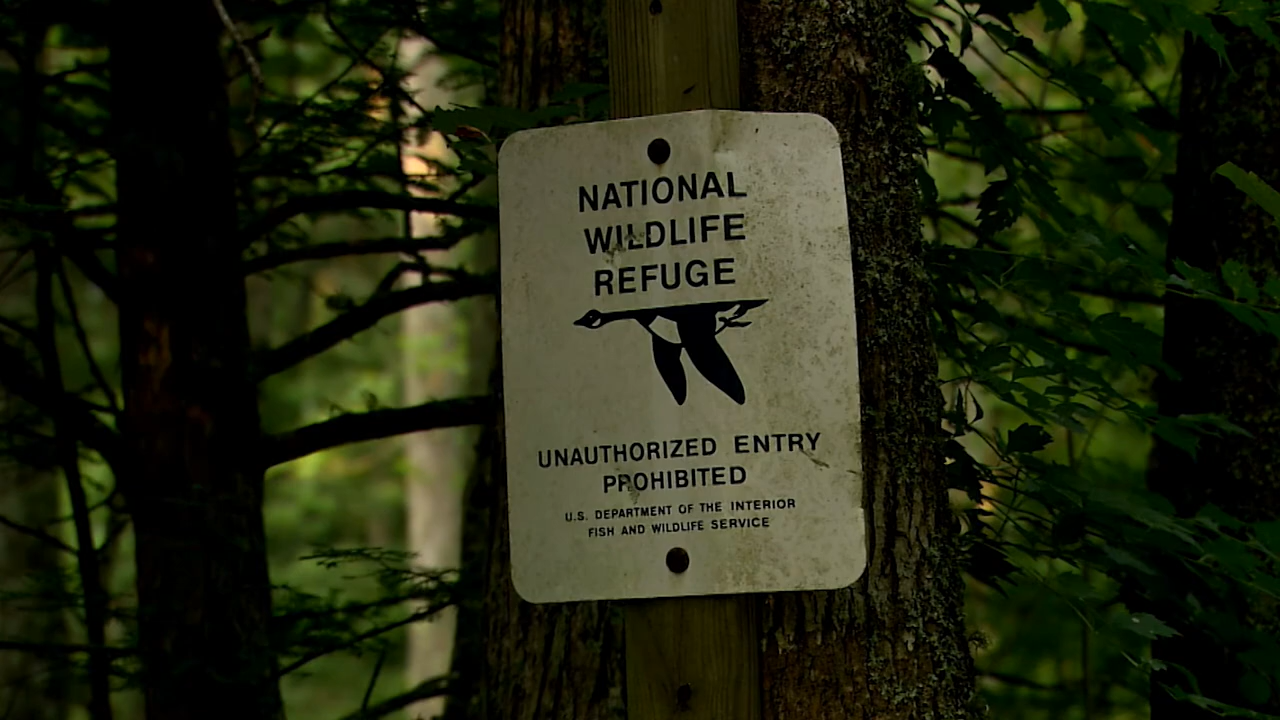 NATIONAL
WILDLIFE
REFUGE
UNAUTHORIZED ENTRY
PROHIBITED
U.S. DEPARTMENT OF THE INTERIOR
FISH AND WILDLIFE SERVICE